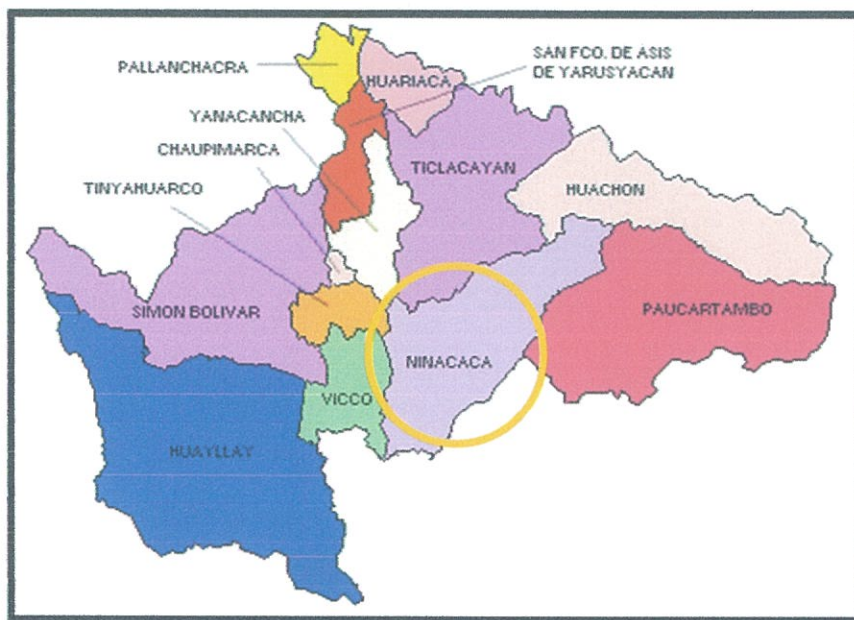 PALLANCHACRA
HUARIACA
SAN FCO. DE ASIS
DE YARUSYACAN
YANACANCHA
CHAUPIMARCA
TICLACAYAN
TINYAHUARCO
HUACHON
SIMON BOLIVAR
PAUCARTAMBO
NINACACA
VICCO
HUAYLLAY